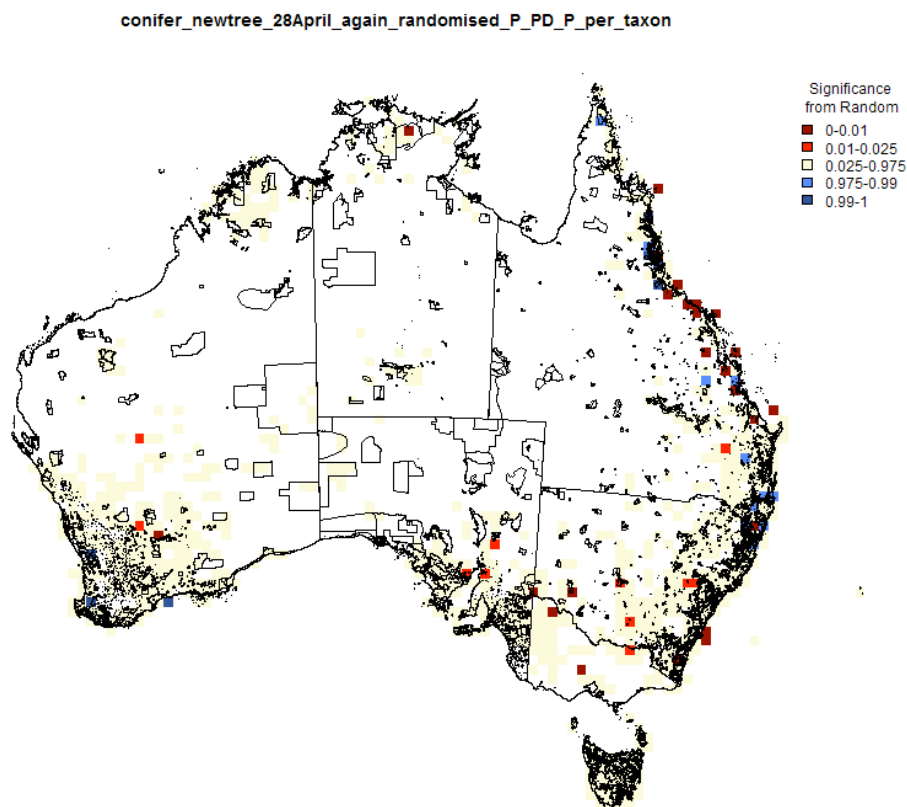 conifer_newtree_28April_again_randomised_P_PD_P_per_taxon
Significance
from Random
0-0.01
0.01-0.025
0.025-0.975
0.975-0.99
0.99-1